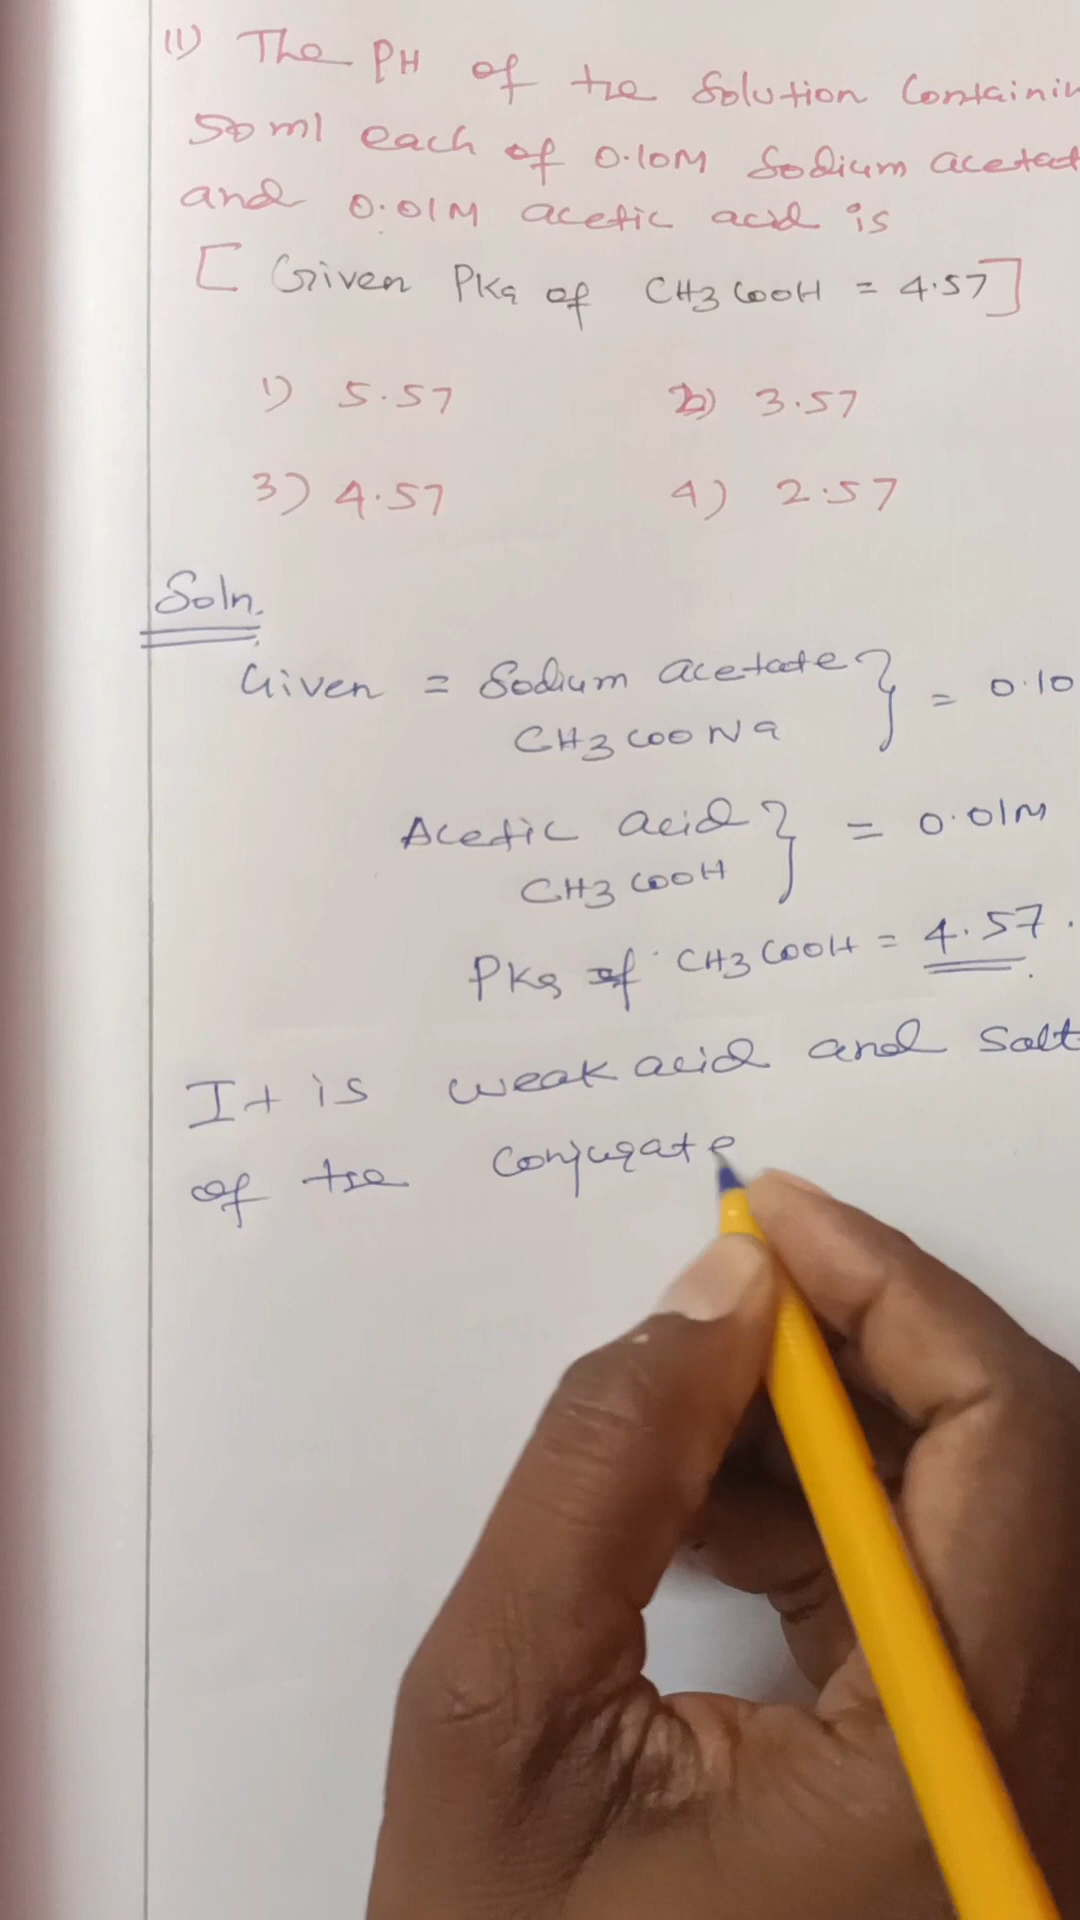 11) The PH of the Solution Containin
50 ml each of 0.10M Sodium acetat
and 0.01M acetic acid is
[ Given Pka of CH3COOH = 4.57 ]
1) 5.57 2) 3.57
3) 4.57 4) 2.57
Soln.
Given = Sodium acetate } = 0.10
CH3COONa
Acetic acid } = 0.01M
CH3COOH
Pka of CH3COOH = 4.57.
It is weak acid and Salt
of the Conjugate